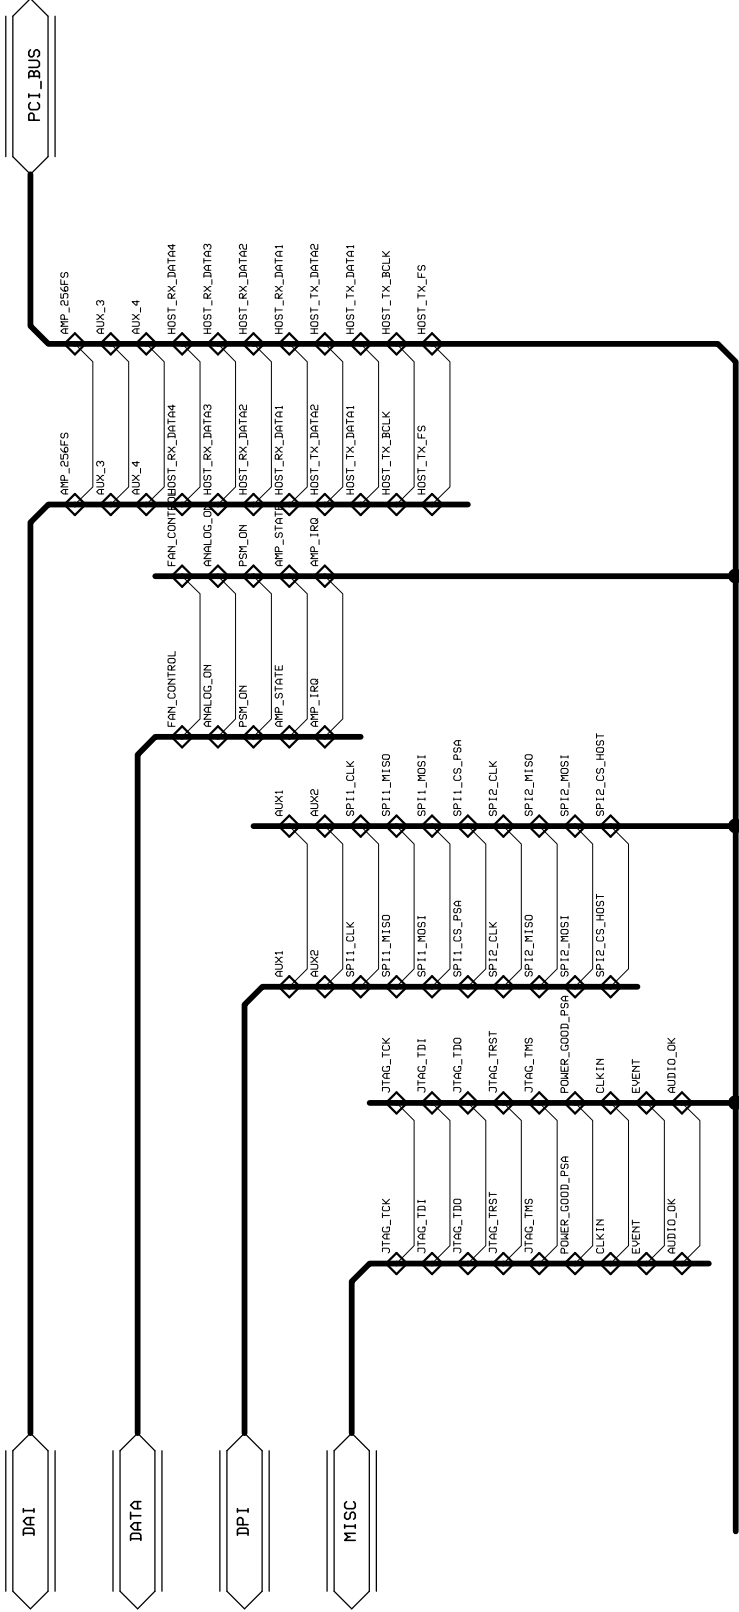 PCI_BUS
AMP_256FS
AUX_3
AUX_4
HOST_RX_DATA4
HOST_RX_DATA3
HOST_RX_DATA2
HOST_RX_DATA1
HOST_TX_DATA2
HOST_TX_DATA1
HOST_TX_BCLK
HOST_TX_FS
AMP_256FS
AUX_3
AUX_4
HOST_RX_DATA4
HOST_RX_DATA3
HOST_RX_DATA2
HOST_RX_DATA1
HOST_TX_DATA2
HOST_TX_DATA1
HOST_TX_BCLK
HOST_TX_FS
FAN_CONTROL
ANALOG_ON
PSM_ON
AMP_STATE
AMP_IRQ
FAN_CONTROL
ANALOG_ON
PSM_ON
AMP_STATE
AMP_IRQ
AUX1
AUX2
SPI1_CLK
SPI1_MISO
SPI1_MOSI
SPI1_CS_PSA
SPI2_CLK
SPI2_MISO
SPI2_MOSI
SPI2_CS_HOST
AUX1
AUX2
SPI1_CLK
SPI1_MISO
SPI1_MOSI
SPI1_CS_PSA
SPI2_CLK
SPI2_MISO
SPI2_MOSI
SPI2_CS_HOST
JTAG_TCK
JTAG_TDI
JTAG_TDO
JTAG_TRST
JTAG_TMS
POWER_GOOD_PSA
CLKIN
EVENT
AUDIO_OK
JTAG_TCK
JTAG_TDI
JTAG_TDO
JTAG_TRST
JTAG_TMS
POWER_GOOD_PSA
CLKIN
EVENT
AUDIO_OK
DAI
DATA
DPI
MISC